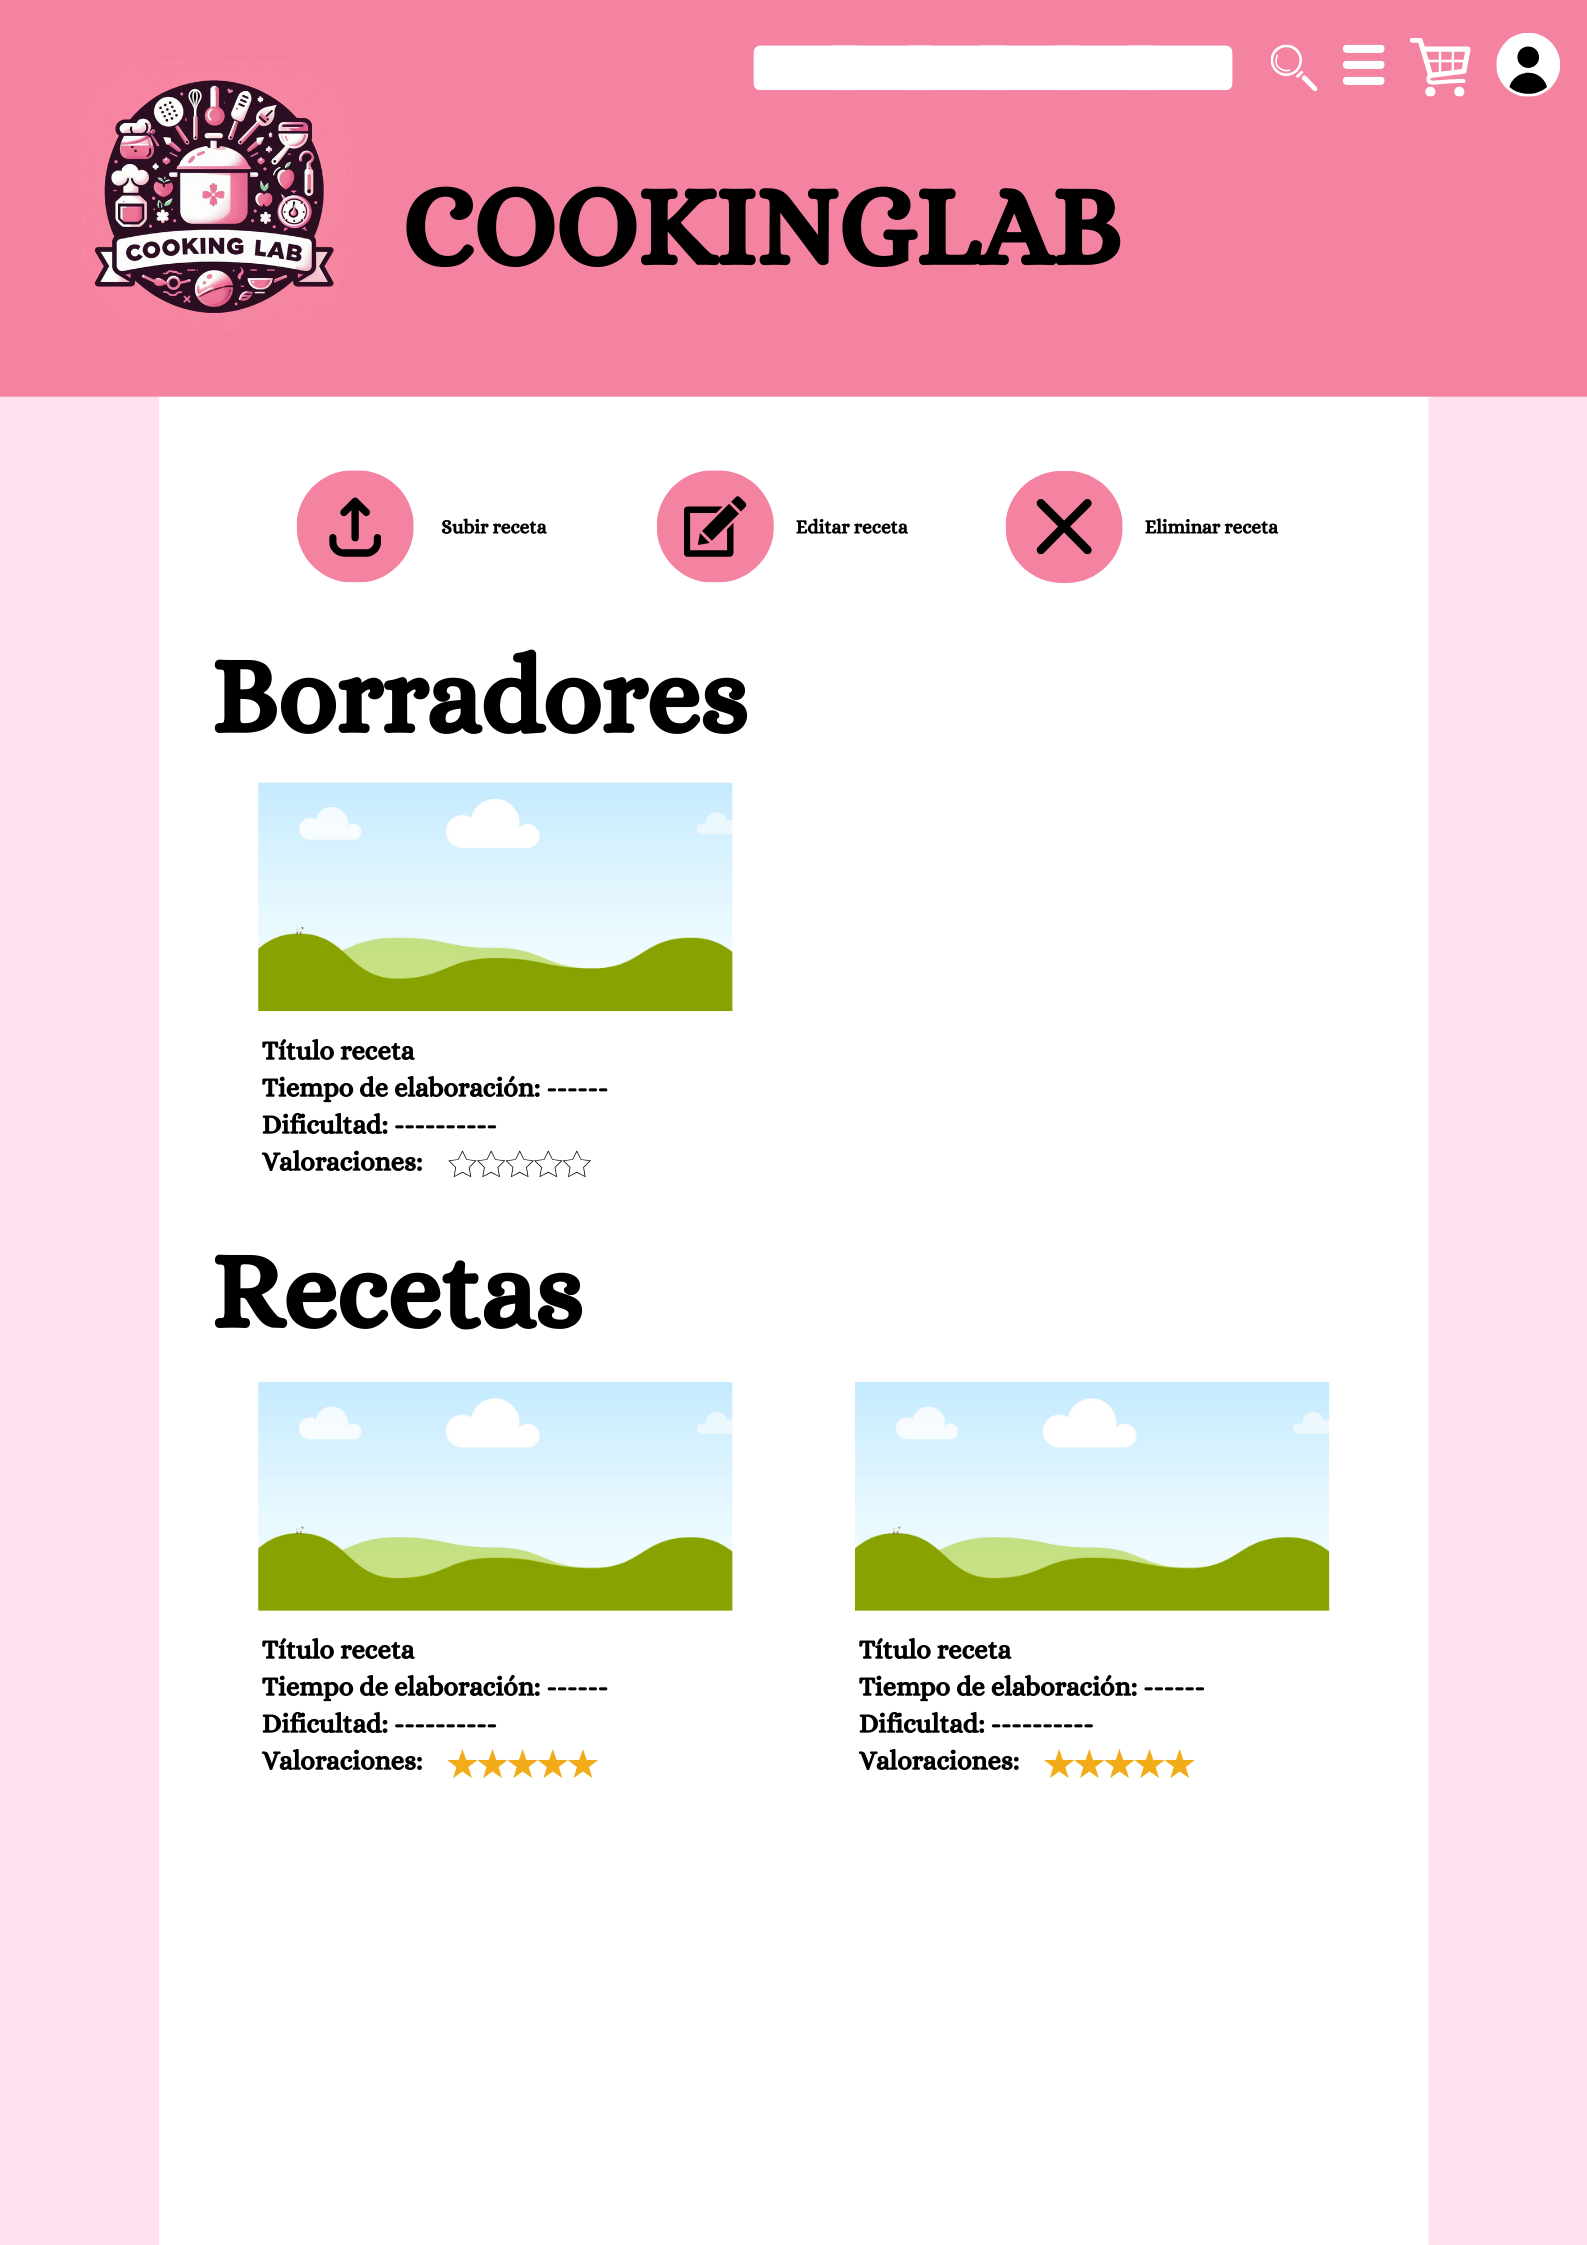 COOKING LAB
COOKINGLAB
Subir receta
Editar receta
Eliminar receta
Borradores
Título receta
Tiempo de elaboración: ------
Dificultad: ----------
Valoraciones:
Recetas
Título receta
Tiempo de elaboración: ------
Dificultad: ----------
Valoraciones:
Título receta
Tiempo de elaboración: ------
Dificultad: ----------
Valoraciones: